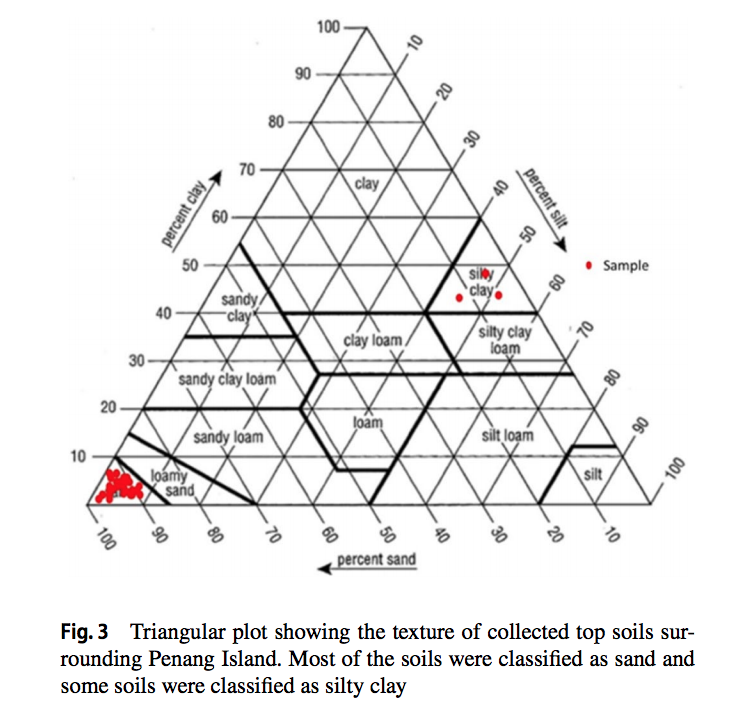 100
90
80
70
60
50
40
30
20
10
percent clay
10
20
30
40
50
60
70
80
90
100
percent silt
Sample
clay
silty
clay
sandy
clay
clay loam
silty clay
loam
sandy clay loam
sandy loam
loam
silt loam
silt
loamy
sand
100
90
80
70
60
50
40
30
20
10
percent sand
Fig. 3 Triangular plot showing the texture of collected top soils sur-
rounding Penang Island. Most of the soils were classified as sand and
some soils were classified as silty clay